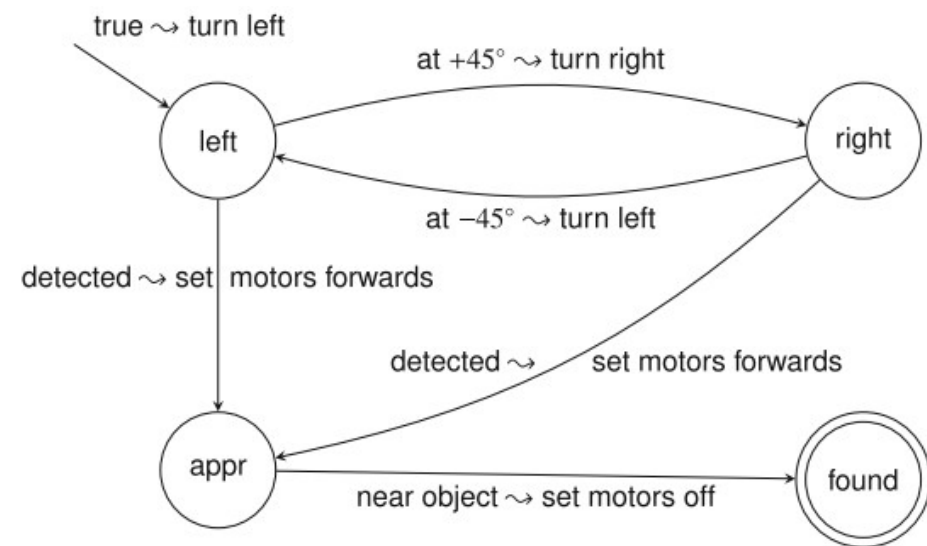 true ⤳ turn left
at +45° ⤳ turn right
left
right
at −45° ⤳ turn left
detected ⤳ set motors forwards
detected ⤳ set motors forwards
appr
found
near object ⤳ set motors off